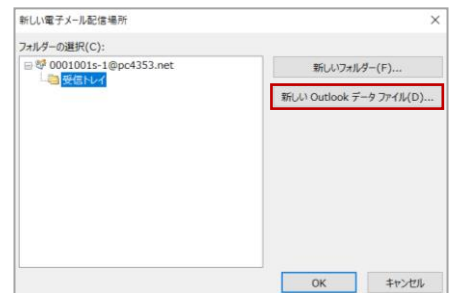 新しい電子メール配信場所
フォルダーの選択(C):
0001001s-1@pc4353.net
受信トレイ
新しいフォルダー(F)...
新しい Outlook データ ファイル(D)...
OK
キャンセル